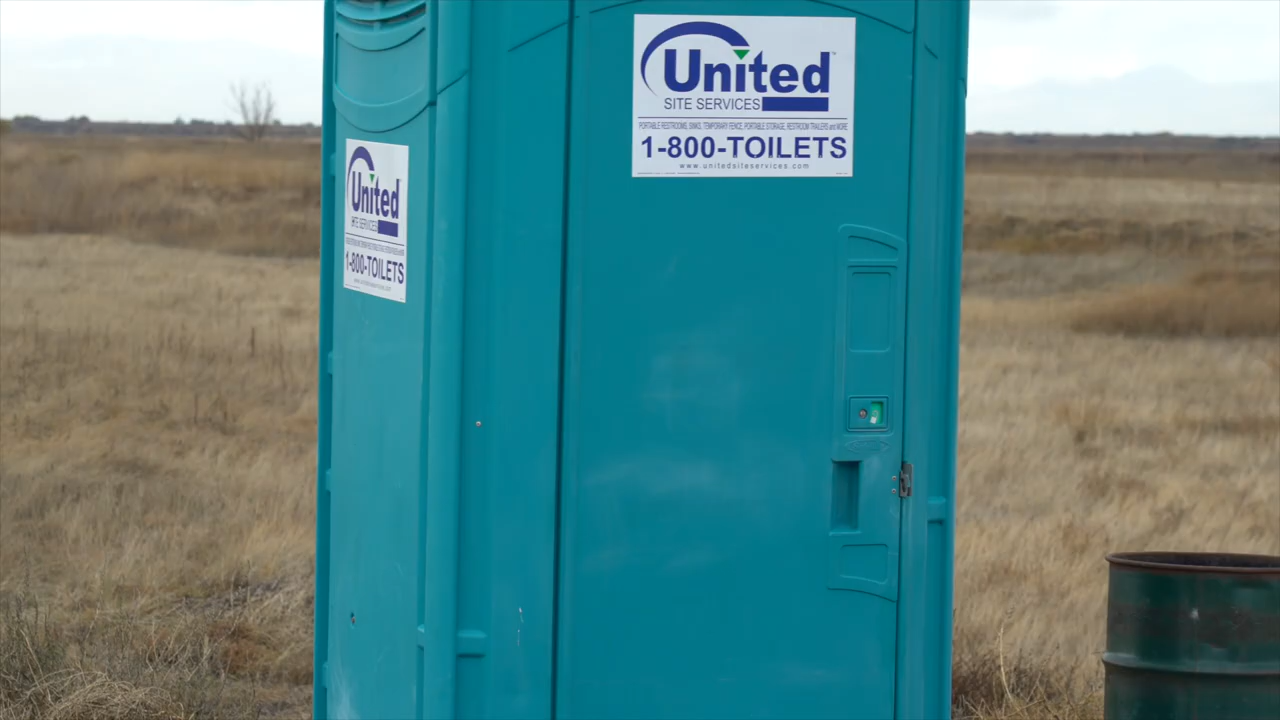 United
SITE SERVICES
PORTABLE RESTROOMS, SINKS, TEMPORARY FENCE, PORTABLE STORAGE, RESTROOM TRAILERS and MORE
1-800-TOILETS
www.unitedsiteservices.com
United
SITE SERVICES
1-800-TOILETS